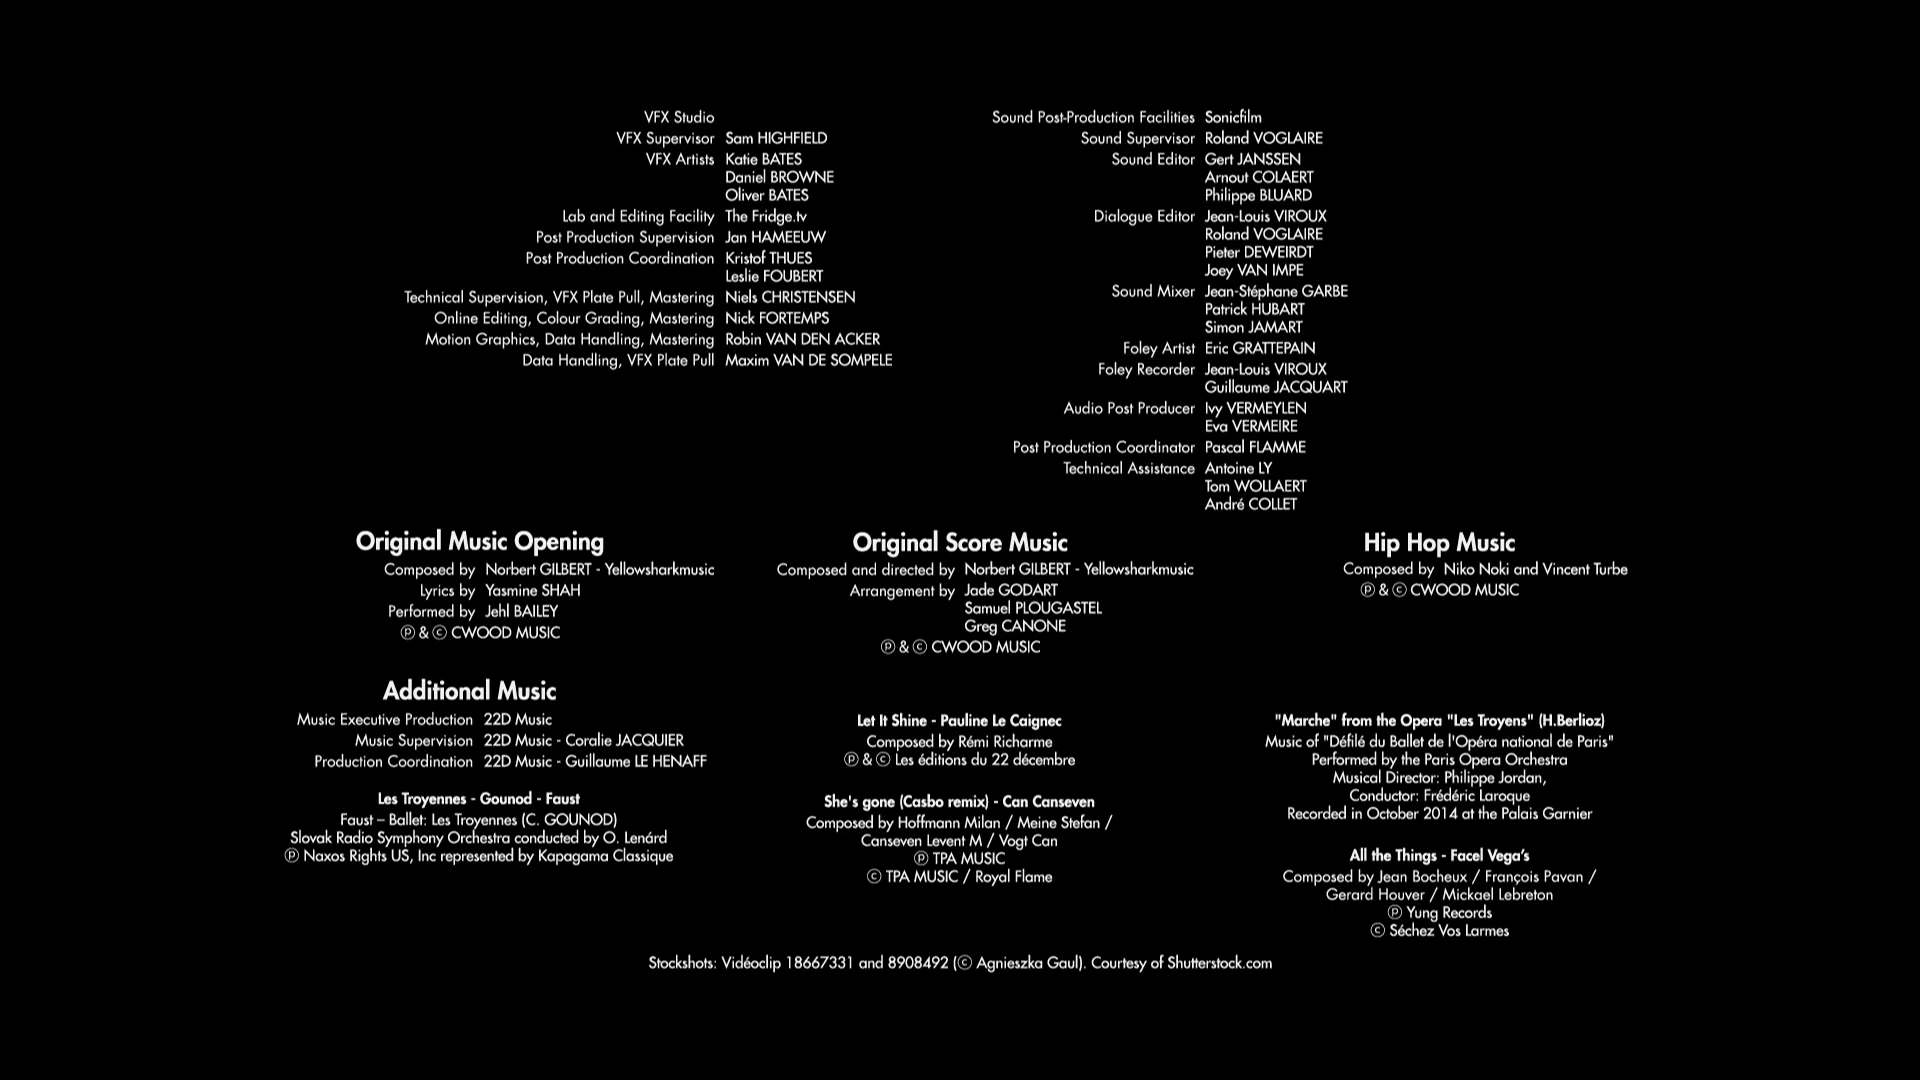 VFX Studio
VFX Supervisor Sam HIGHFIELD
VFX Artists Katie BATES
Daniel BROWNE
Oliver BATES
Lab and Editing Facility The Fridge.tv
Post Production Supervision Jan HAMEEUW
Post Production Coordination Kristof THUES
Leslie FOUBERT
Technical Supervision, VFX Plate Pull, Mastering Niels CHRISTENSEN
Online Editing, Colour Grading, Mastering Nick FORTEMPS
Motion Graphics, Data Handling, Mastering Robin VAN DEN ACKER
Data Handling, VFX Plate Pull Maxim VAN DE SOMPELE
Sound Post-Production Facilities Sonicfilm
Sound Supervisor Roland VOGLAIRE
Sound Editor Gert JANSSEN
Arnout COLAERT
Philippe BLUARD
Dialogue Editor Jean-Louis VIROUX
Roland VOGLAIRE
Pieter DEWEIRDT
Joey VAN IMPE
Sound Mixer Jean-Stéphane GARBE
Patrick HUBART
Simon JAMART
Foley Artist Eric GRATTEPAIN
Foley Recorder Jean-Louis VIROUX
Guillaume JACQUART
Audio Post Producer Ivy VERMEYLEN
Eva VERMEIRE
Post Production Coordinator Pascal FLAMME
Technical Assistance Antoine LY
Tom WOLLAERT
André COLLET
Original Music Opening
Composed by Norbert GILBERT - Yellowsharkmusic
Lyrics by Yasmine SHAH
Performed by Jehl BAILEY
Ⓟ & ⓒ CWOOD MUSIC
Original Score Music
Composed and directed by Norbert GILBERT - Yellowsharkmusic
Arrangement by Jade GODART
Samuel PLOUGASTEL
Greg CANONE
Ⓟ & ⓒ CWOOD MUSIC
Hip Hop Music
Composed by Niko Noki and Vincent Turbe
Ⓟ & ⓒ CWOOD MUSIC
Additional Music
Music Executive Production 22D Music
Music Supervision 22D Music - Coralie JACQUIER
Production Coordination 22D Music - Guillaume LE HENAFF
Les Troyennes - Gounod - Faust
Faust – Ballet: Les Troyennes (C. GOUNOD)
Slovak Radio Symphony Orchestra conducted by O. Lenárd
Ⓟ Naxos Rights US, Inc represented by Kapagama Classique
Let It Shine - Pauline Le Caignec
Composed by Rémi Richarme
Ⓟ & ⓒ Les éditions du 22 décembre
She's gone (Casbo remix) - Can Canseven
Composed by Hoffmann Milan / Meine Stefan /
Canseven Levent M / Vogt Can
Ⓟ TPA MUSIC
ⓒ TPA MUSIC / Royal Flame
"Marche" from the Opera "Les Troyens" (H.Berlioz)
Music of "Défilé du Ballet de l'Opéra national de Paris"
Performed by the Paris Opera Orchestra
Musical Director: Philippe Jordan,
Conductor: Frédéric Laroque
Recorded in October 2014 at the Palais Garnier
All the Things - Facel Vega’s
Composed by Jean Bocheux / François Pavan /
Gerard Houver / Mickael Lebreton
Ⓟ Yung Records
ⓒ Séchez Vos Larmes
Stockshots: Vidéoclip 18667331 and 8908492 (ⓒ Agnieszka Gaul). Courtesy of Shutterstock.com